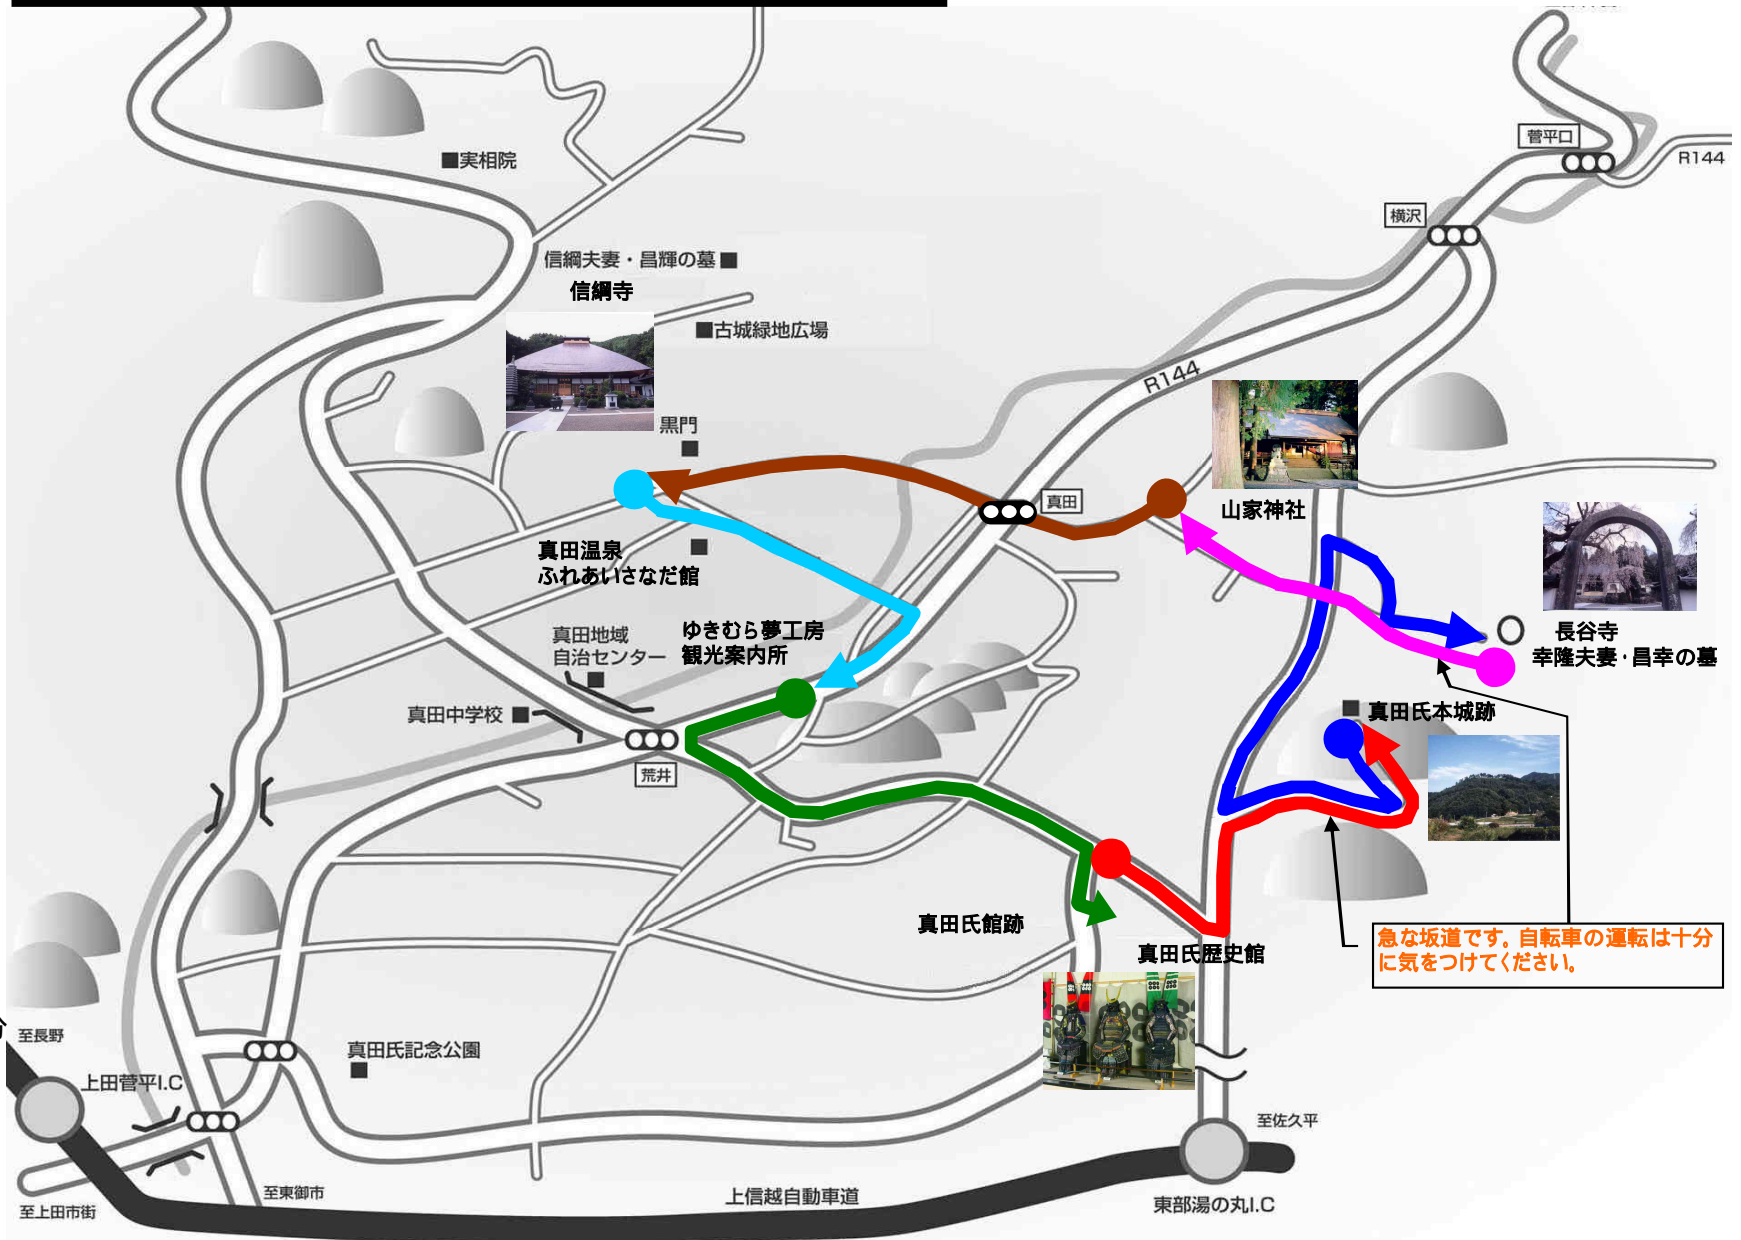 菅平口
R144
実相院
横沢
信綱夫妻・昌輝の墓
信綱寺
古城緑地広場
R144
黒門
真田
山家神社
真田温泉
ふれあいさなだ館
長谷寺
幸隆夫妻・昌幸の墓
真田地域
自治センター
ゆきむら夢工房
観光案内所
真田中学校
真田氏本城跡
荒井
真田氏館跡
真田氏歴史館
急な坂道です。自転車の運転は十分
に気をつけてください。
至長野
真田氏記念公園
上田菅平I.C
至佐久平
至東御市
上信越自動車道
東部湯の丸I.C
至上田市街